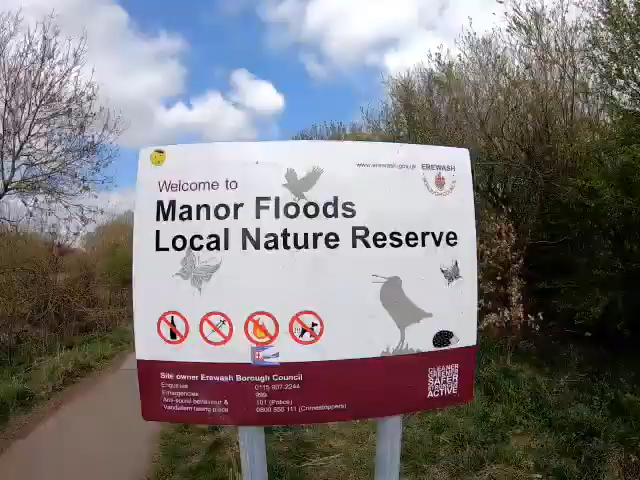 www.erewash.gov.uk
EREWASH
Welcome to
Manor Floods
Local Nature Reserve
Site owner Erewash Borough Council
Enquiries 0115 907 2244
Emergencies 999
Anti-social behaviour & 101 (Police)
Vandalism taking place 0800 555 111 (Crimestoppers)
CLEANER
GREENER
SAFER
STRONGER
ACTIVE